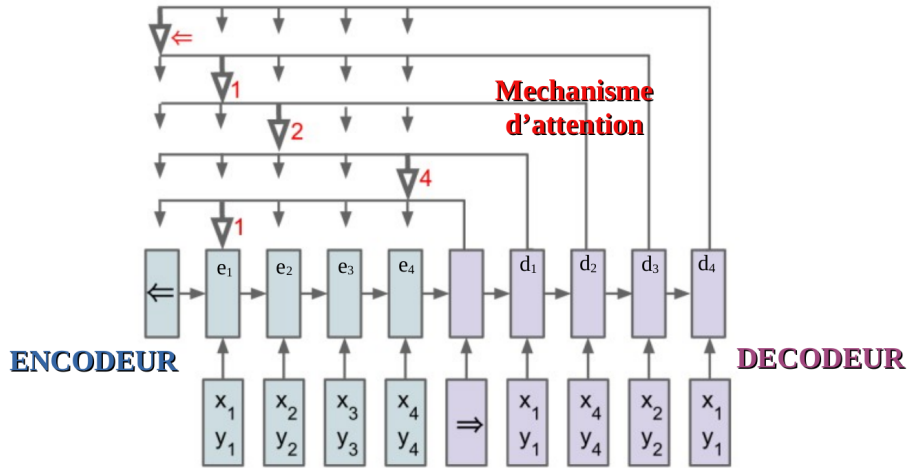 ⇐
1
Mechanisme
d’attention
2
4
1
⇐ e1 e2 e3 e4 d1 d2 d3 d4
ENCODEUR
DECODEUR
x1 x2 x3 x4 ⇒ x1 x4 x2 x1
y1 y2 y3 y4 y1 y4 y2 y1